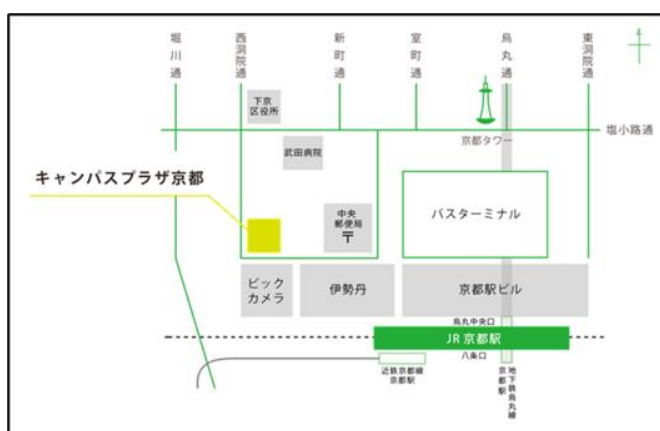 堀川通
西洞院通
新町通
室町通
烏丸通
東洞院通
下京
区役所
塩小路通
京都タワー
武田病院
キャンパスプラザ京都
中央
郵便局
〒
バスターミナル
ビック
カメラ
伊勢丹
京都駅ビル
烏丸中央口
JR 京都駅
八条口
近鉄京都線
京都駅
地下鉄烏丸線
京都駅